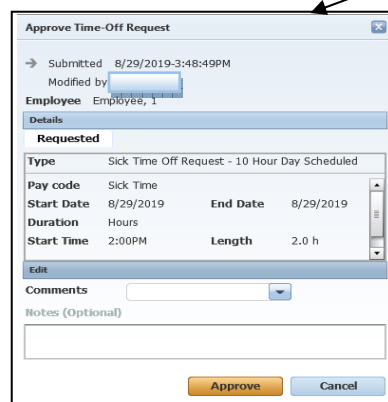 Approve Time-Off Request
Submitted 8/29/2019-3:48:49PM
Modified by
Employee Employee, 1
Details
Requested
Type Sick Time Off Request - 10 Hour Day Scheduled
Pay code Sick Time
Start Date 8/29/2019 End Date 8/29/2019
Duration Hours
Start Time 2:00PM Length 2.0 h
Edit
Comments
Notes (Optional)
Approve Cancel